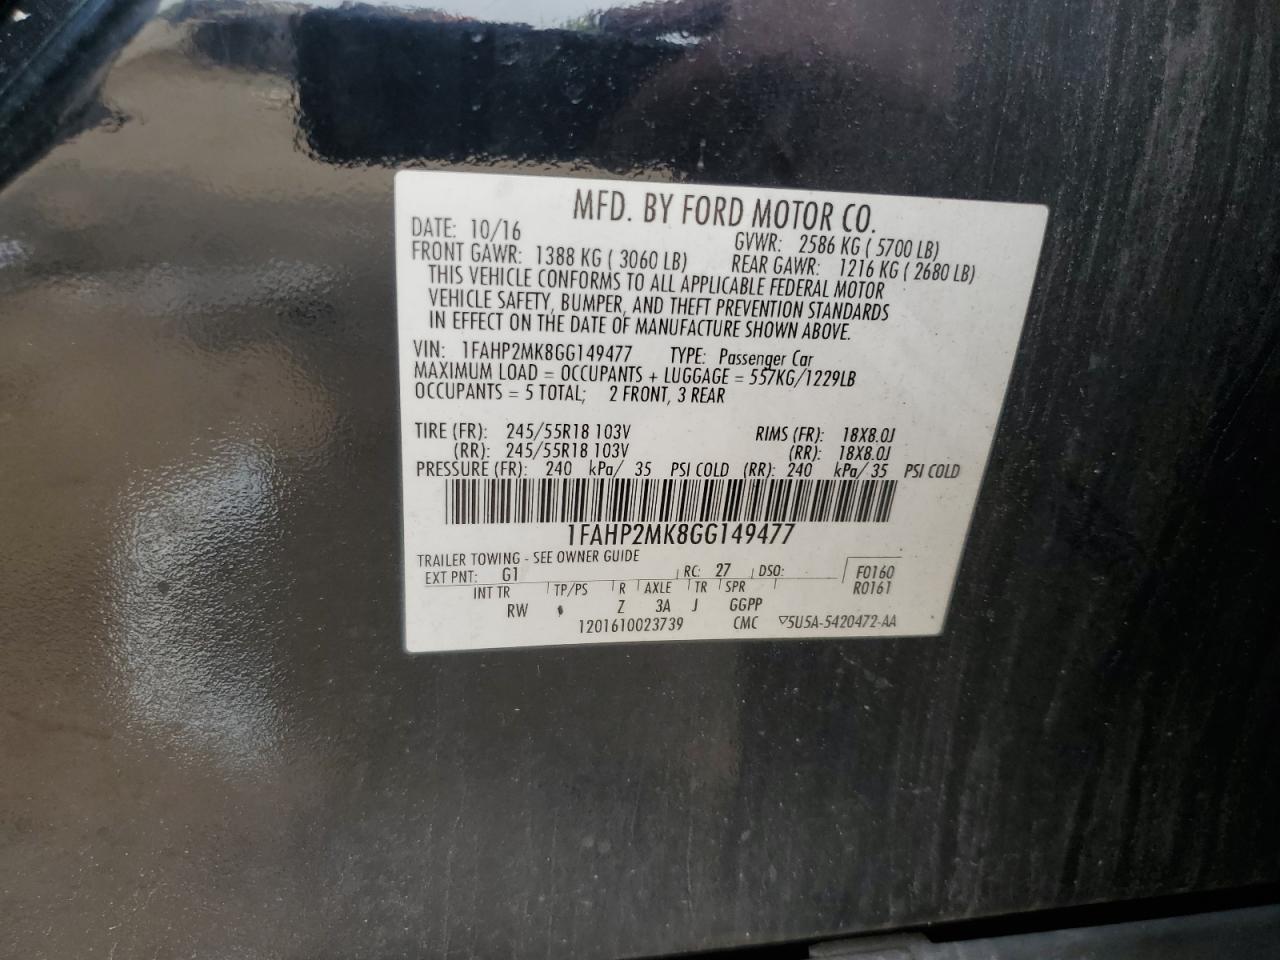 MFD. BY FORD MOTOR CO.
DATE: 10/16 GVWR: 2586 KG ( 5700 LB)
FRONT GAWR: 1388 KG ( 3060 LB) REAR GAWR: 1216 KG ( 2680 LB)
THIS VEHICLE CONFORMS TO ALL APPLICABLE FEDERAL MOTOR
VEHICLE SAFETY, BUMPER, AND THEFT PREVENTION STANDARDS
IN EFFECT ON THE DATE OF MANUFACTURE SHOWN ABOVE.
VIN: 1FAHP2MK8GG149477 TYPE: Passenger Car
MAXIMUM LOAD = OCCUPANTS + LUGGAGE = 557KG/1229LB
OCCUPANTS = 5 TOTAL; 2 FRONT, 3 REAR
TIRE (FR): 245/55R18 103V RIMS (FR): 18X8.0J
(RR): 245/55R18 103V (RR): 18X8.0J
PRESSURE (FR): 240 kPa/ 35 PSI COLD (RR): 240 kPa/ 35 PSI COLD
1FAHP2MK8GG149477
TRAILER TOWING - SEE OWNER GUIDE
EXT PNT: G1 RC: 27 DSO: F0160
INT TR TP/PS R AXLE TR SPR R0161
RW Z 3A J GGPP
1201610023739 CMC ▽5U5A-5420472-AA